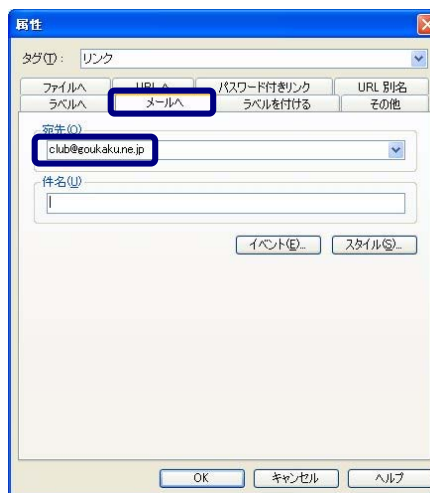 属性
タグ(T): リンク
ファイルへ URL へ パスワード付きリンク URL 別名
ラベルへ メールへ ラベルを付ける その他
宛先(O)
club@goukaku.ne.jp
件名(U)
イベント(E)... スタイル(S)...
OK キャンセル ヘルプ